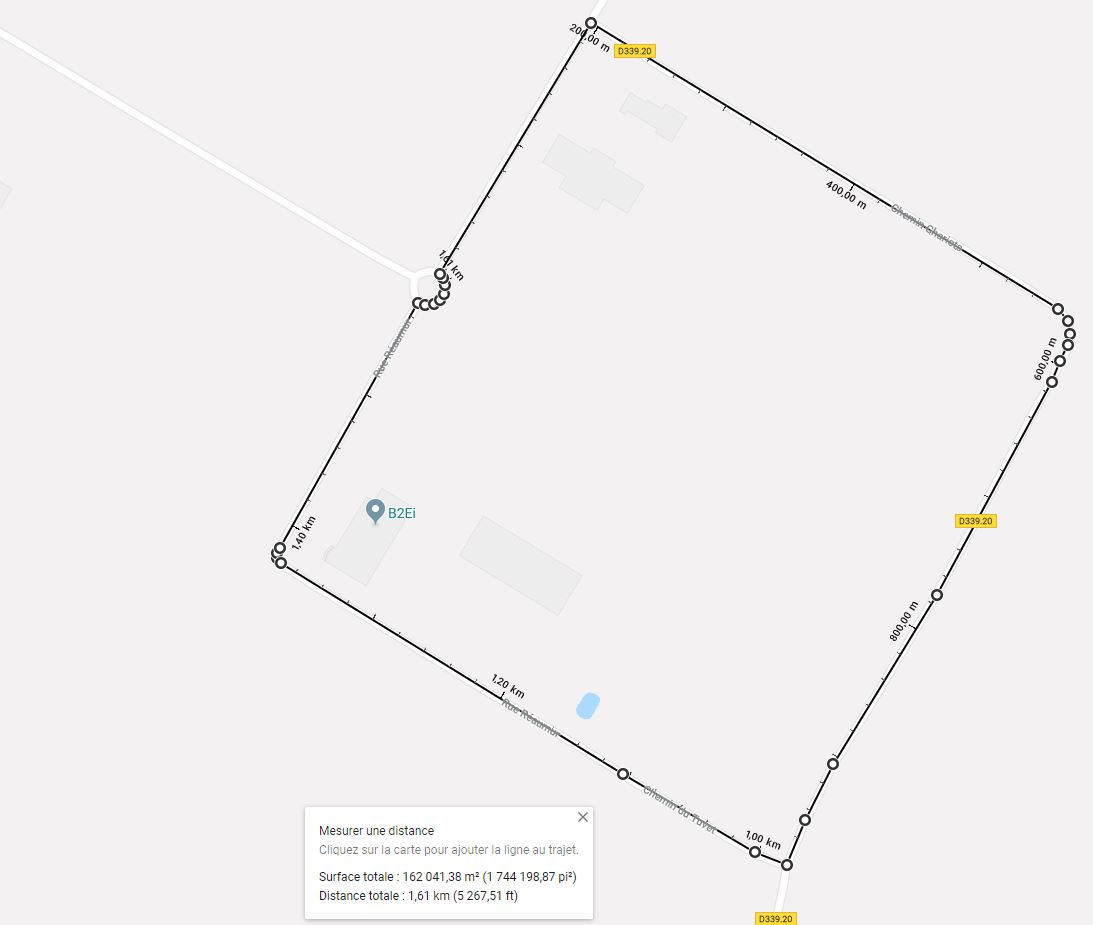 200,00 m
D339.20
400,00 m
Chemin Chariote
1,61 km
Rue Réaumur
600,00 m
B2Ei
D339.20
1,40 km
800,00 m
1,20 km
Rue Réaumur
Chemin du Tuvet
1,00 km
Mesurer une distance
Cliquez sur la carte pour ajouter la ligne au trajet.
Surface totale : 162 041,38 m² (1 744 198,87 pi²)
Distance totale : 1,61 km (5 267,51 ft)
D339.20